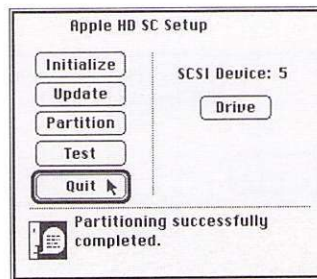 Apple HD SC Setup
Initialize
Update
Partition
Test
Quit
SCSI Device: 5
Drive
Partitioning successfully
completed.